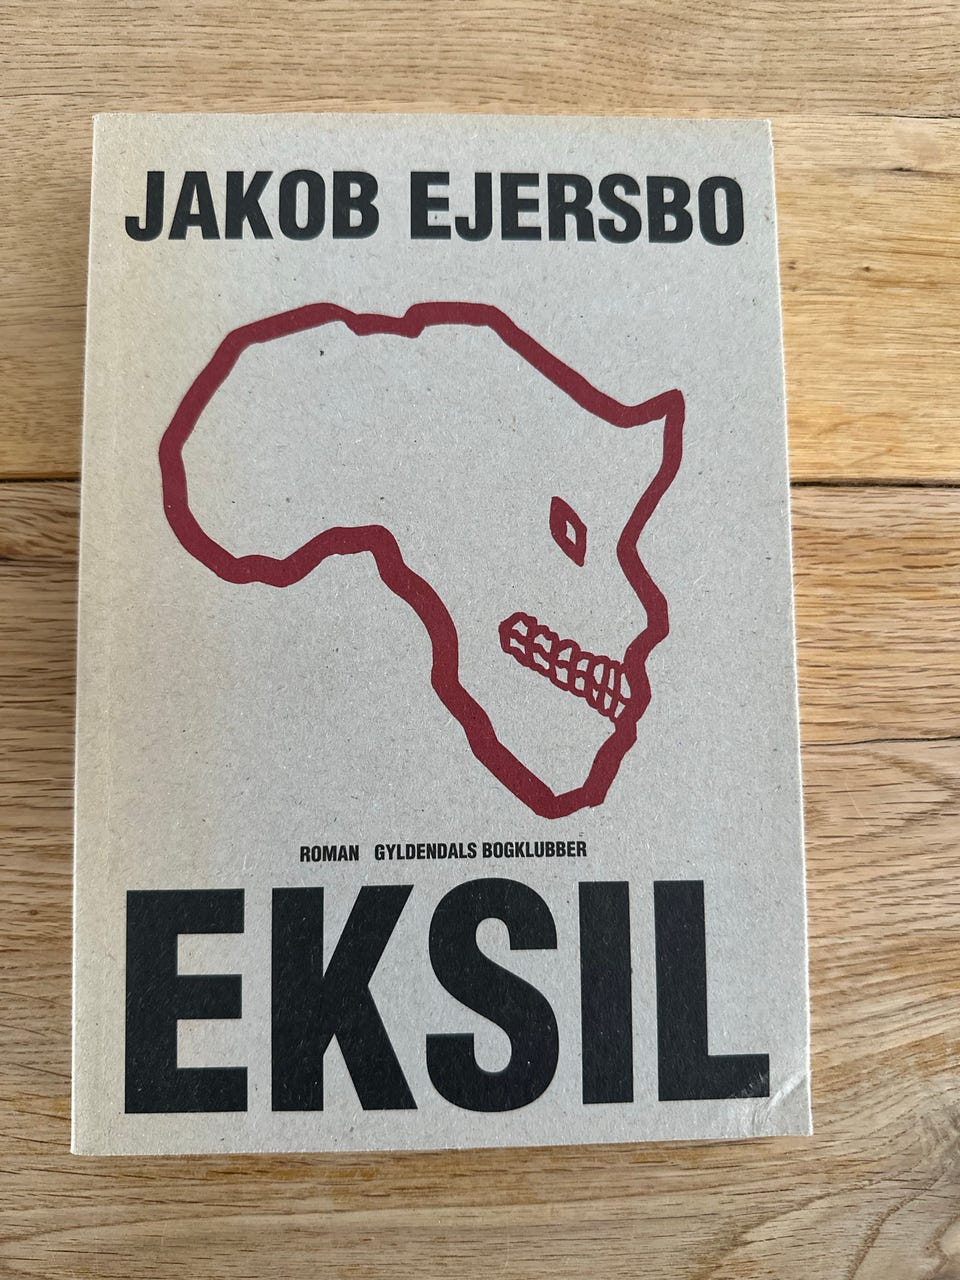 JAKOB EJERSBO
ROMAN GYLDENDALS BOGKLUBBER
EKSIL